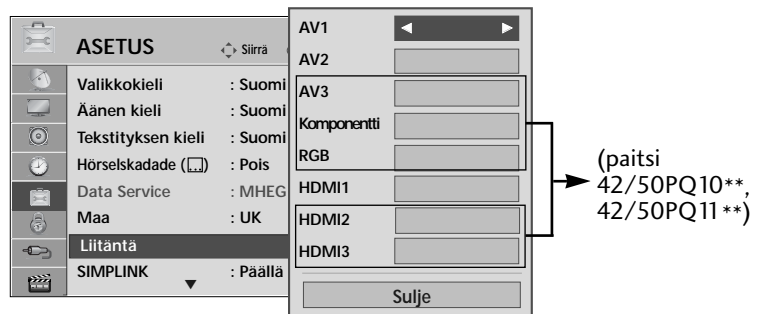 ASETUS
Siirrä
Valikkokieli : Suomi
Äänen kieli : Suomi
Tekstityksen kieli : Suomi
Hörselskadade ( ) : Pois
Data Service : MHEG
Maa : UK
Liitäntä
SIMPLINK : Päällä
AV1
AV2
AV3
Komponentti
RGB
HDMI1
HDMI2
HDMI3
Sulje
(paitsi
42/50PQ10**,
42/50PQ11**)